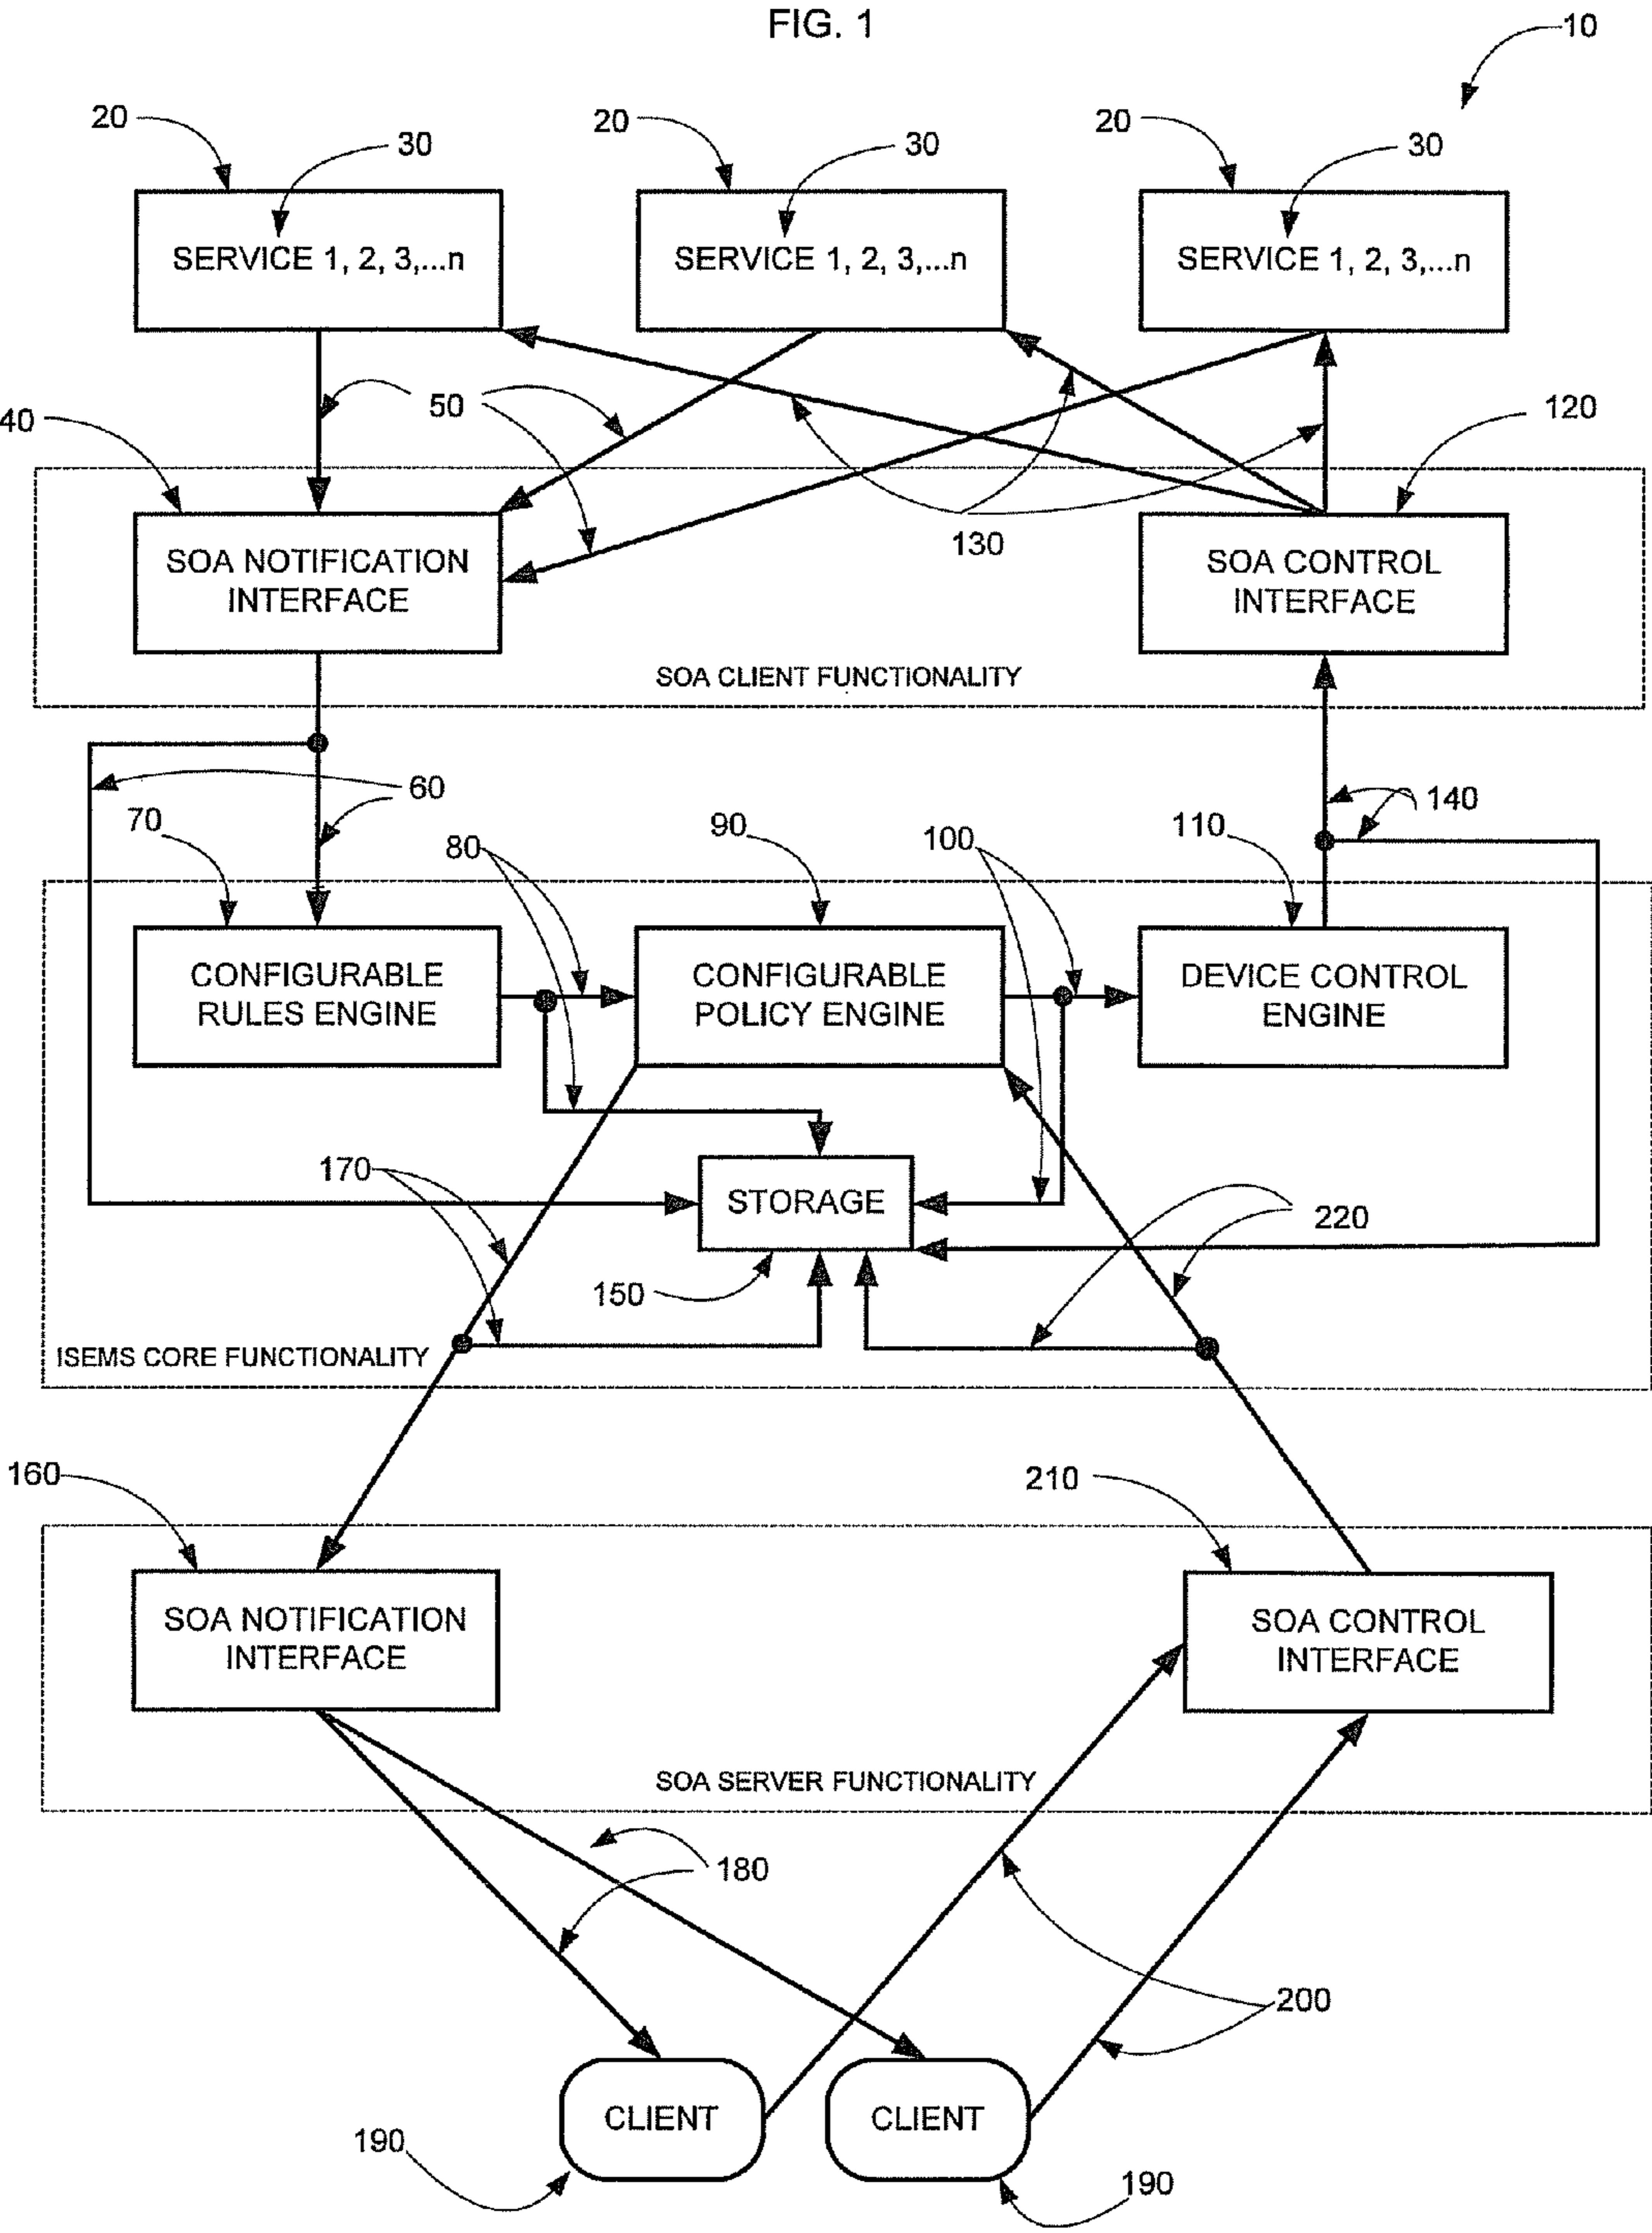 FIG. 1
10
20
30
20
30
20
30
SERVICE 1, 2, 3,...n
SERVICE 1, 2, 3,...n
SERVICE 1, 2, 3,...n
40
50
120
130
SOA NOTIFICATION
INTERFACE
SOA CONTROL
INTERFACE
SOA CLIENT FUNCTIONALITY
60
70
80
90
100
110
140
CONFIGURABLE
RULES ENGINE
CONFIGURABLE
POLICY ENGINE
DEVICE CONTROL
ENGINE
170
STORAGE
220
150
ISEMS CORE FUNCTIONALITY
160
210
SOA NOTIFICATION
INTERFACE
SOA CONTROL
INTERFACE
SOA SERVER FUNCTIONALITY
180
200
CLIENT
CLIENT
190
190